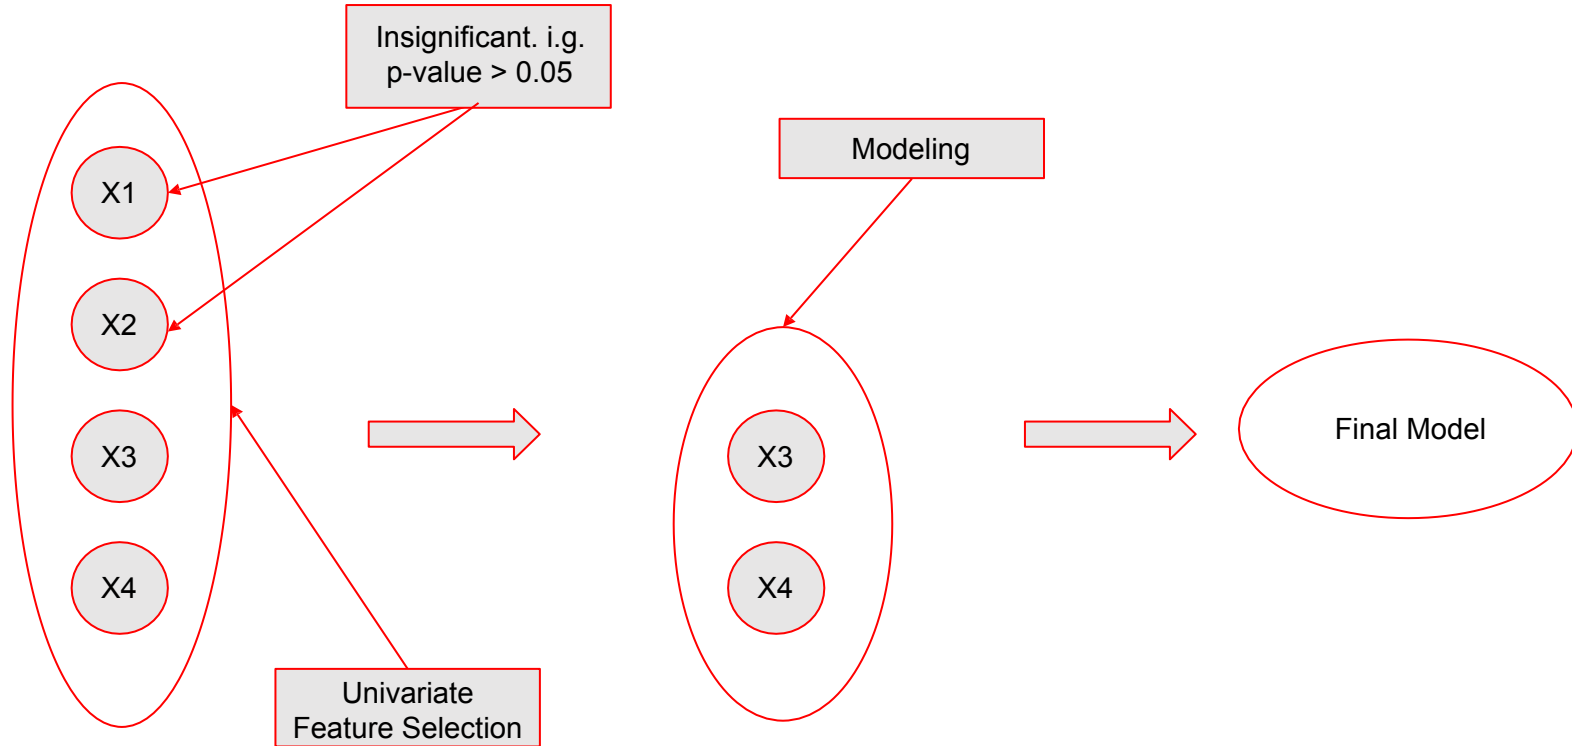 Insignificant. i.g.
p-value > 0.05
Modeling
X1
X2
X3
X4
X3
X4
Final Model
Univariate
Feature Selection